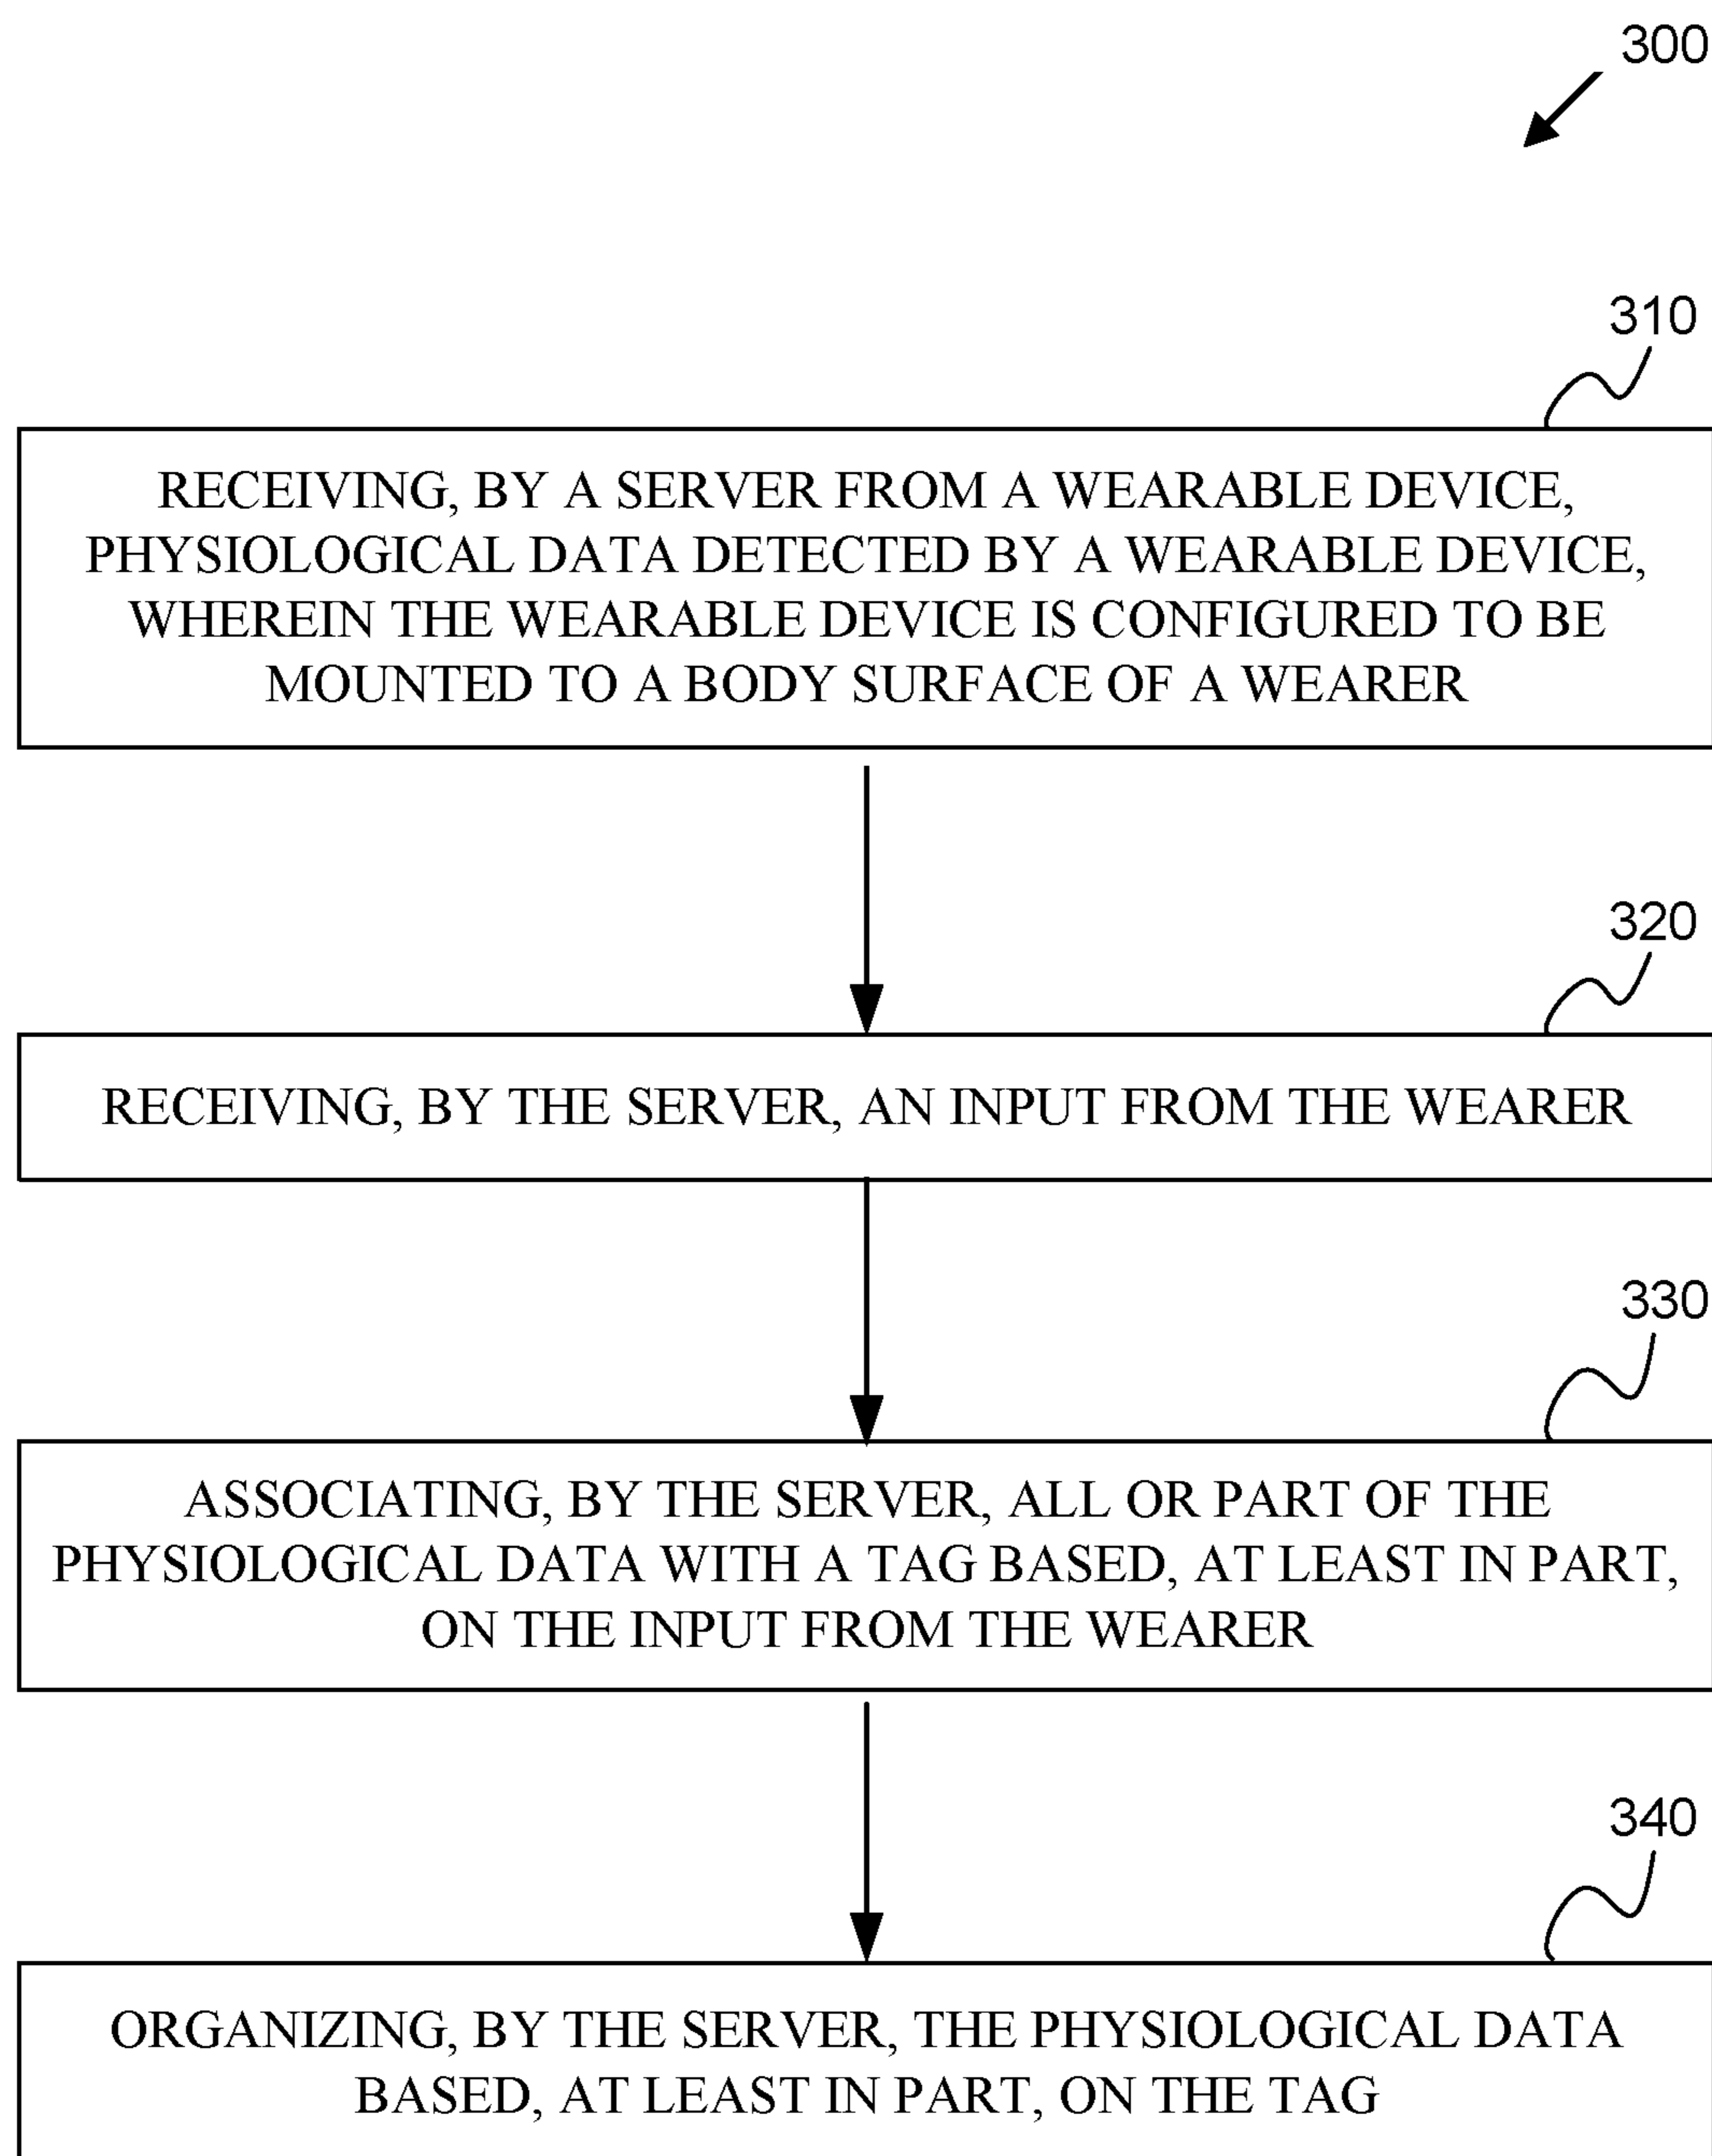 300
310
RECEIVING, BY A SERVER FROM A WEARABLE DEVICE,
PHYSIOLOGICAL DATA DETECTED BY A WEARABLE DEVICE,
WHEREIN THE WEARABLE DEVICE IS CONFIGURED TO BE
MOUNTED TO A BODY SURFACE OF A WEARER
320
RECEIVING, BY THE SERVER, AN INPUT FROM THE WEARER
330
ASSOCIATING, BY THE SERVER, ALL OR PART OF THE
PHYSIOLOGICAL DATA WITH A TAG BASED, AT LEAST IN PART,
ON THE INPUT FROM THE WEARER
340
ORGANIZING, BY THE SERVER, THE PHYSIOLOGICAL DATA
BASED, AT LEAST IN PART, ON THE TAG